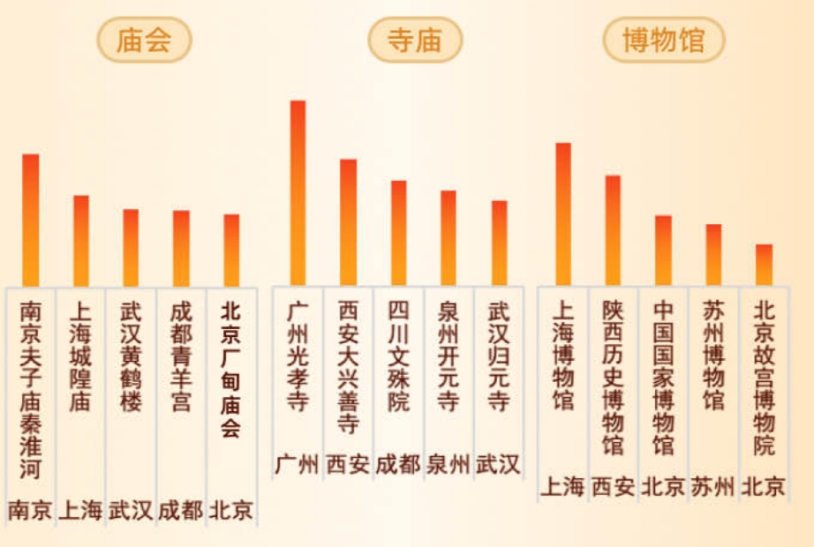 庙会
寺庙
博物馆
南京夫子庙秦淮河
上海城隍庙
武汉黄鹤楼
成都青羊宫
北京厂甸庙会
南京
上海
武汉
成都
北京
广州光孝寺
西安大兴善寺
四川文殊院
泉州开元寺
武汉归元寺
广州
西安
成都
泉州
武汉
上海博物馆
陕西历史博物馆
中国国家博物馆
苏州博物馆
北京故宫博物院
上海
西安
北京
苏州
北京